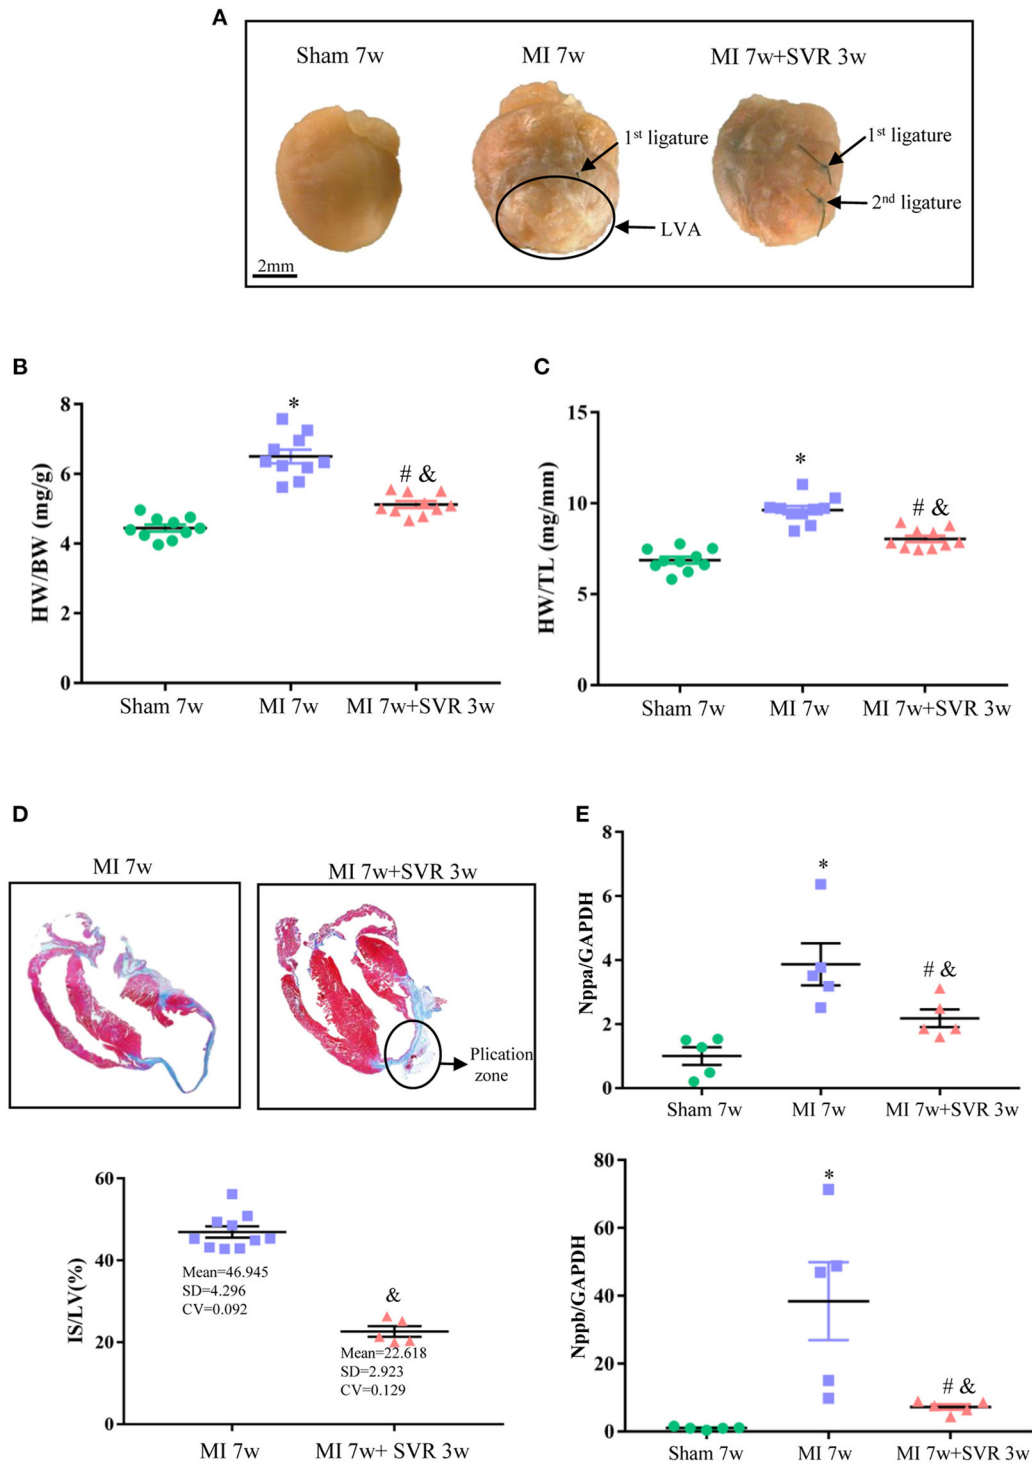 A
Sham 7w
MI 7w
MI 7w+SVR 3w
1st ligature
1st ligature
2nd ligature
LVA
2mm
B
8
6
4
2
0
HW/BW (mg/g)
*
# &
Sham 7w
MI 7w
MI 7w+SVR 3w
C
15
10
5
0
HW/TL (mg/mm)
*
# &
Sham 7w
MI 7w
MI 7w+SVR 3w
D
MI 7w
MI 7w+SVR 3w
Plication
zone
60
40
20
0
IS/LV(%)
Mean=46.945
SD=4.296
CV=0.092
&
Mean=22.618
SD=2.923
CV=0.129
MI 7w
MI 7w+ SVR 3w
E
8
6
4
2
0
Nppa/GAPDH
*
# &
Sham 7w
MI 7w
MI 7w+SVR 3w
80
60
40
20
0
Nppb/GAPDH
*
# &
Sham 7w
MI 7w
MI 7w+SVR 3w